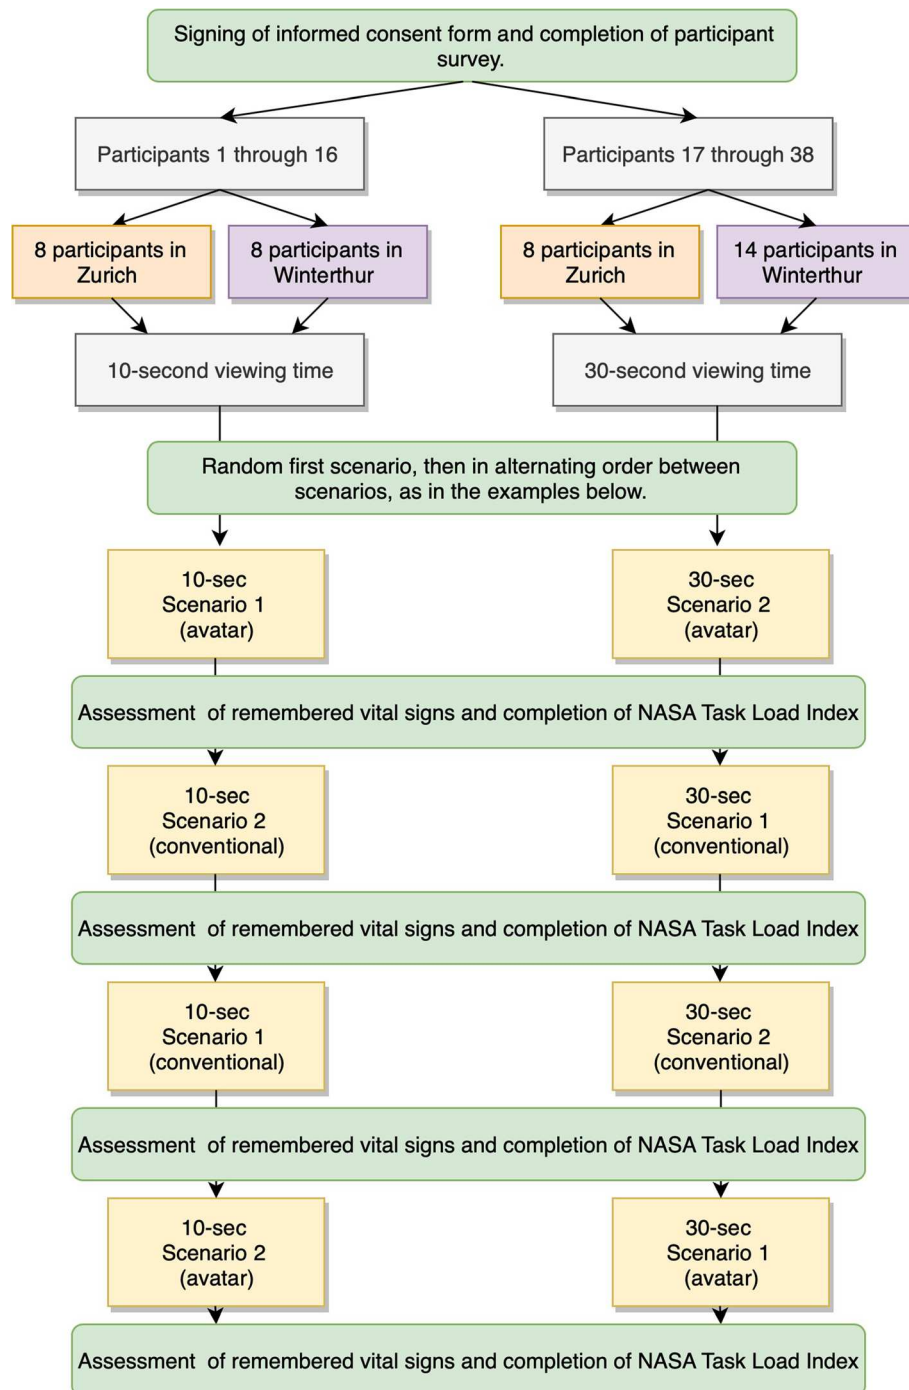 Signing of informed consent form and completion of participant
survey.
Participants 1 through 16
Participants 17 through 38
8 participants in
Zurich
8 participants in
Winterthur
8 participants in
Zurich
14 participants in
Winterthur
10-second viewing time
30-second viewing time
Random first scenario, then in alternating order between
scenarios, as in the examples below.
10-sec
Scenario 1
(avatar)
30-sec
Scenario 2
(avatar)
Assessment  of remembered vital signs and completion of NASA Task Load Index
10-sec
Scenario 2
(conventional)
30-sec
Scenario 1
(conventional)
Assessment  of remembered vital signs and completion of NASA Task Load Index
10-sec
Scenario 1
(conventional)
30-sec
Scenario 2
(conventional)
Assessment  of remembered vital signs and completion of NASA Task Load Index
10-sec
Scenario 2
(avatar)
30-sec
Scenario 1
(avatar)
Assessment  of remembered vital signs and completion of NASA Task Load Index